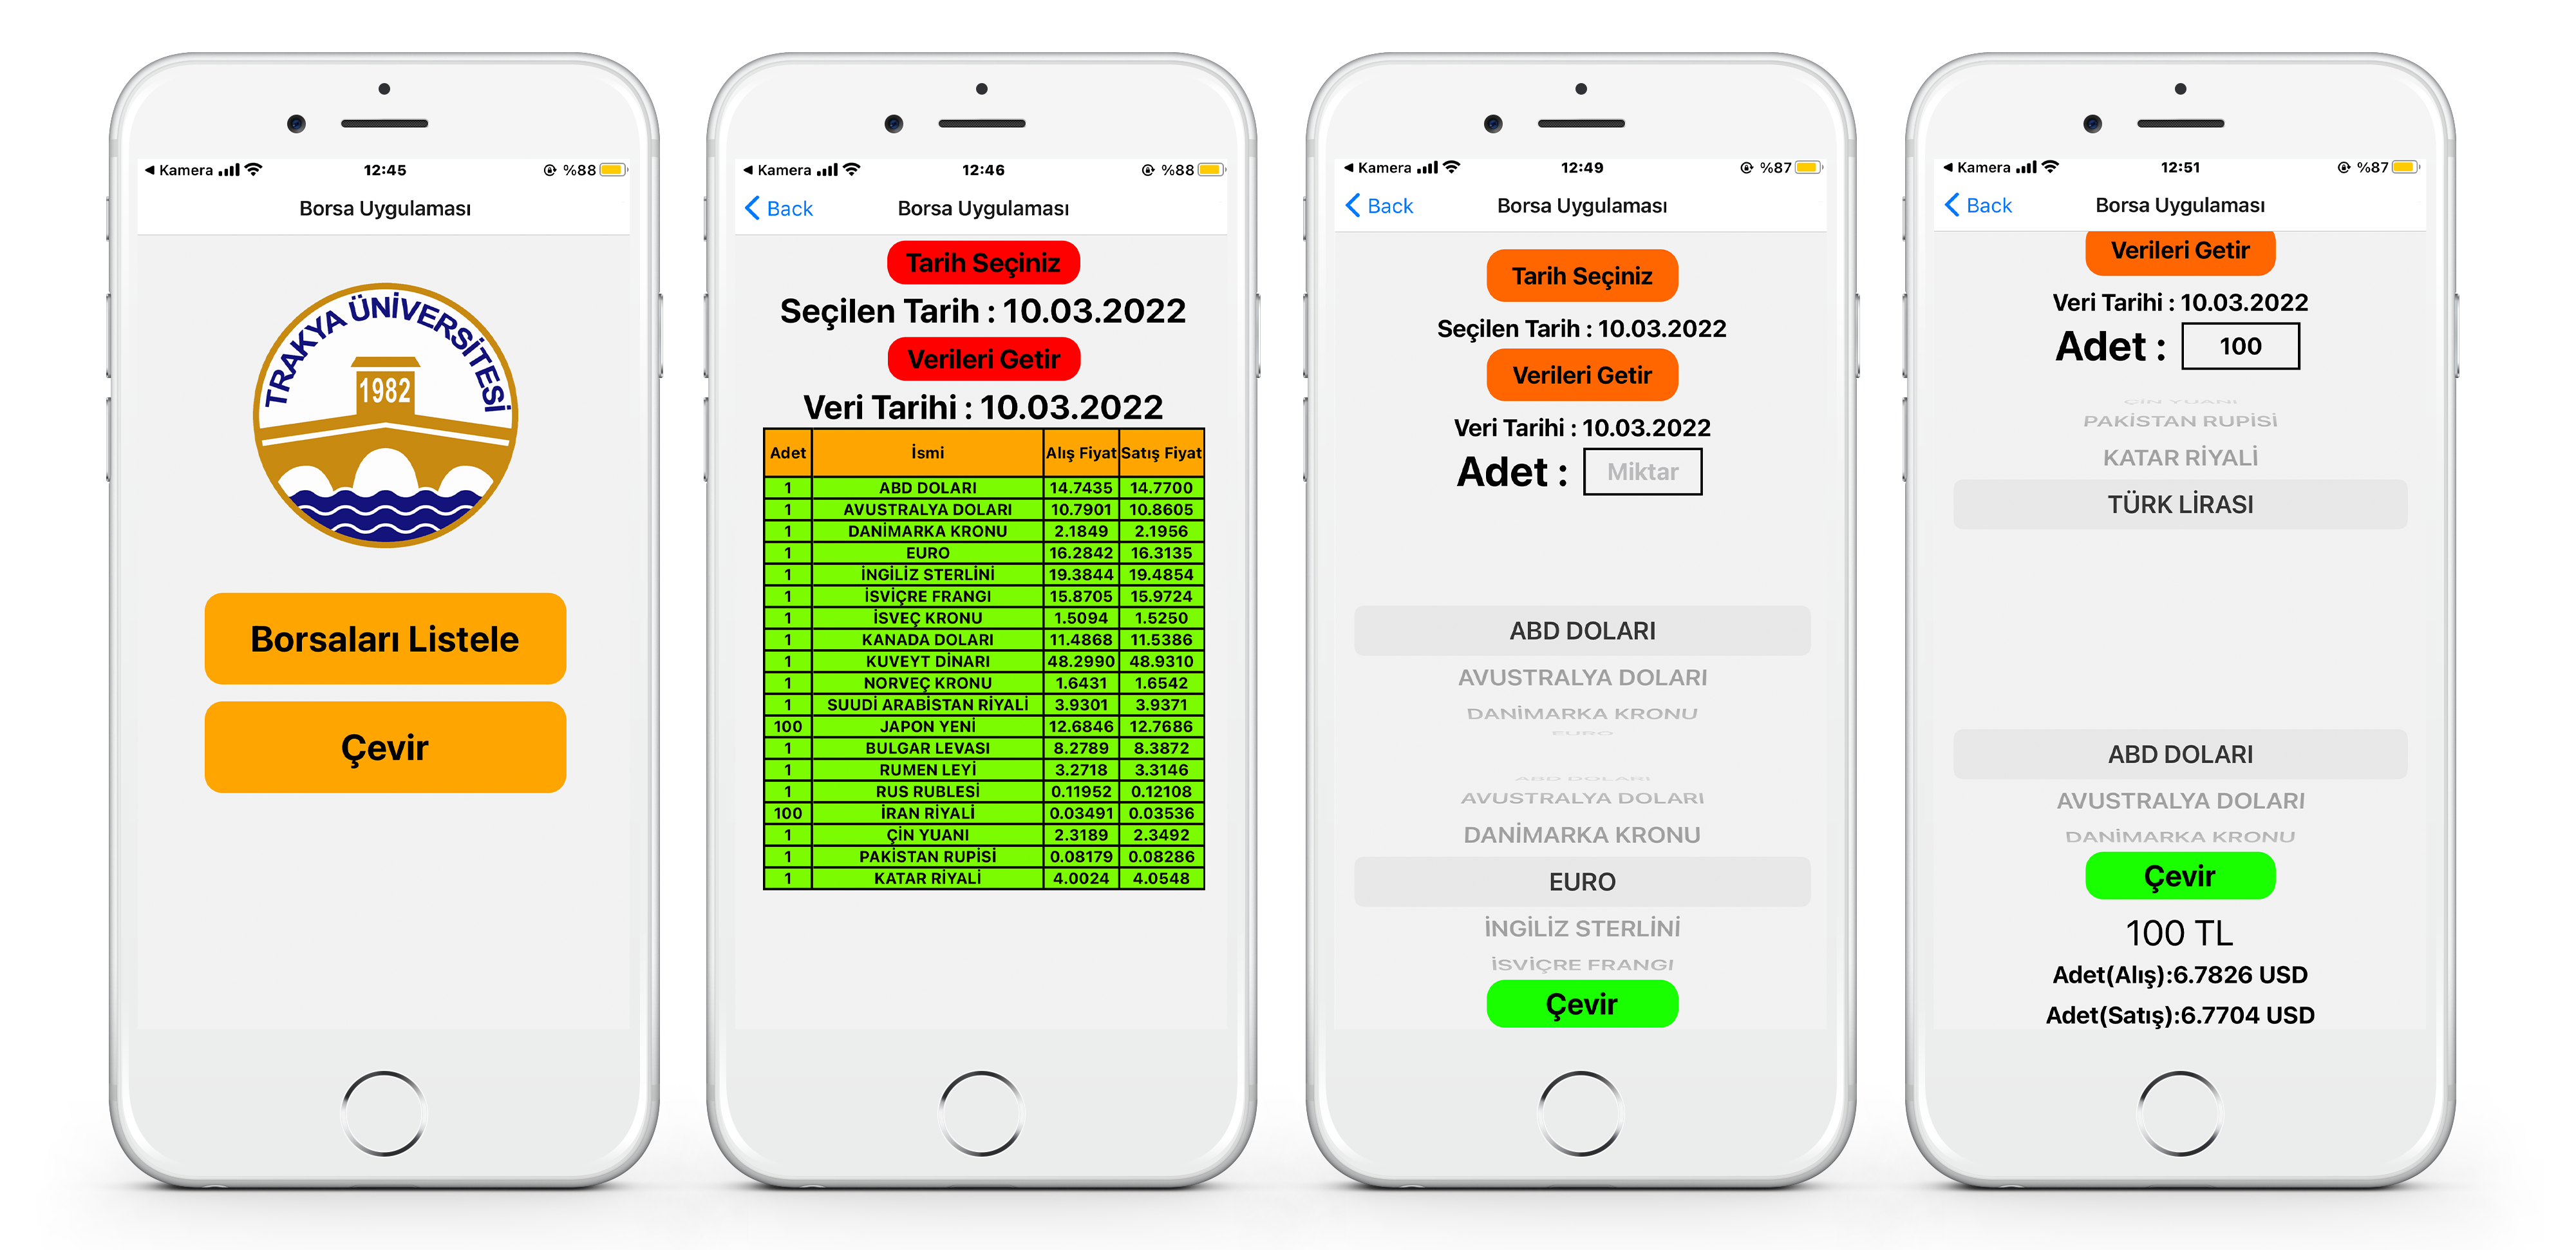 Kamera
12:45
%88
Borsa Uygulaması
TRAKYA ÜNİVERSİTESİ
1982
Borsaları Listele
Çevir
Kamera
12:46
%88
Back
Borsa Uygulaması
Tarih Seçiniz
Seçilen Tarih : 10.03.2022
Verileri Getir
Veri Tarihi : 10.03.2022
Adet İsmi Alış Fiyat Satış Fiyat
1 ABD DOLARI 14.7435 14.7700
1 AVUSTRALYA DOLARI 10.7901 10.8605
1 DANİMARKA KRONU 2.1849 2.1956
1 EURO 16.2842 16.3135
1 İNGİLİZ STERLİNİ 19.3844 19.4854
1 İSVİÇRE FRANGI 15.8705 15.9724
1 İSVEÇ KRONU 1.5094 1.5250
1 KANADA DOLARI 11.4868 11.5386
1 KUVEYT DİNARI 48.2990 48.9310
1 NORVEÇ KRONU 1.6431 1.6542
1 SUUDİ ARABİSTAN RİYALİ 3.9301 3.9371
100 JAPON YENİ 12.6846 12.7686
1 BULGAR LEVASI 8.2789 8.3872
1 RUMEN LEYİ 3.2718 3.3146
1 RUS RUBLESİ 0.11952 0.12108
100 İRAN RİYALİ 0.03491 0.03536
1 ÇİN YUANI 2.3189 2.3492
1 PAKİSTAN RUPİSİ 0.08179 0.08286
1 KATAR RİYALİ 4.0024 4.0548
Kamera
12:49
%87
Back
Borsa Uygulaması
Tarih Seçiniz
Seçilen Tarih : 10.03.2022
Verileri Getir
Veri Tarihi : 10.03.2022
Adet : Miktar
ABD DOLARI
AVUSTRALYA DOLARI
DANİMARKA KRONU
EURO
ABD DOLARI
AVUSTRALYA DOLARI
DANİMARKA KRONU
EURO
İNGİLİZ STERLİNİ
İSVİÇRE FRANGI
Çevir
Kamera
12:51
%87
Back
Borsa Uygulaması
Verileri Getir
Veri Tarihi : 10.03.2022
Adet : 100
ÇİN YUANI
PAKİSTAN RUPİSİ
KATAR RİYALİ
TÜRK LİRASI
ABD DOLARI
AVUSTRALYA DOLARI
DANİMARKA KRONU
Çevir
100 TL
Adet(Alış):6.7826 USD
Adet(Satış):6.7704 USD